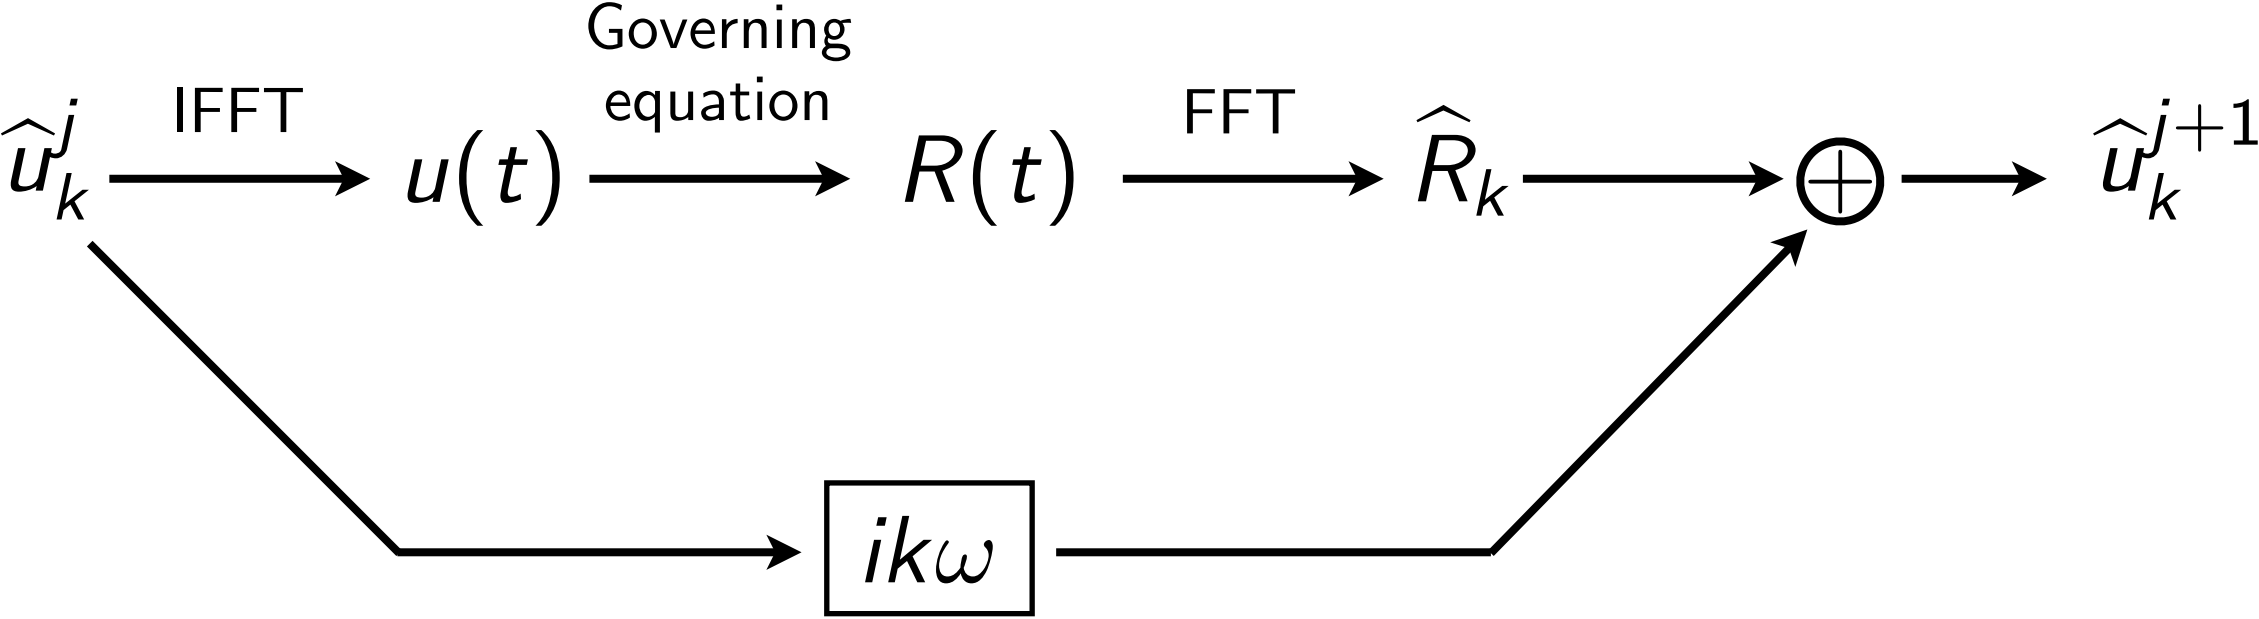 Governing
equation
IFFT
FFT
û_k^j
u(t)
R(t)
R̂_k
⊕
û_k^{j+1}
ikω